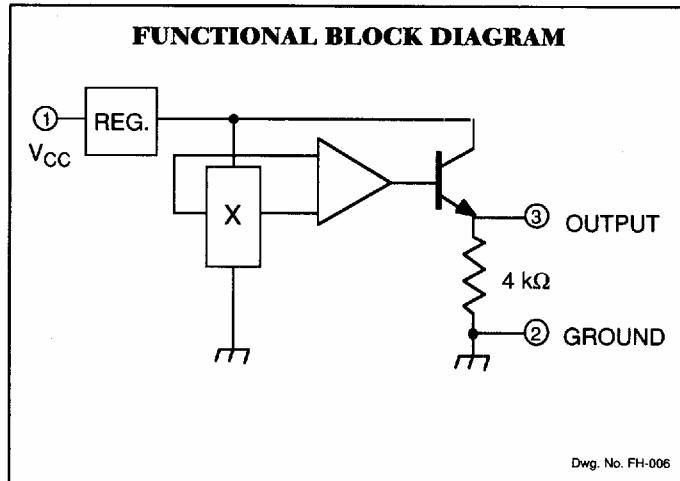 FUNCTIONAL BLOCK DIAGRAM
1
REG.
VCC
X
3 OUTPUT
4 kΩ
2 GROUND
Dwg. No. FH-006